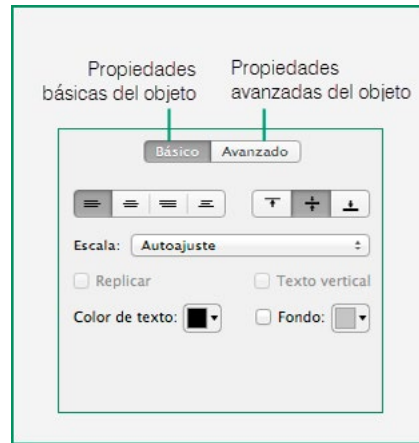 Propiedades
básicas del objeto
Propiedades
avanzadas del objeto
Básico Avanzado
Escala: Autoajuste
Replicar Texto vertical
Color de texto: Fondo: